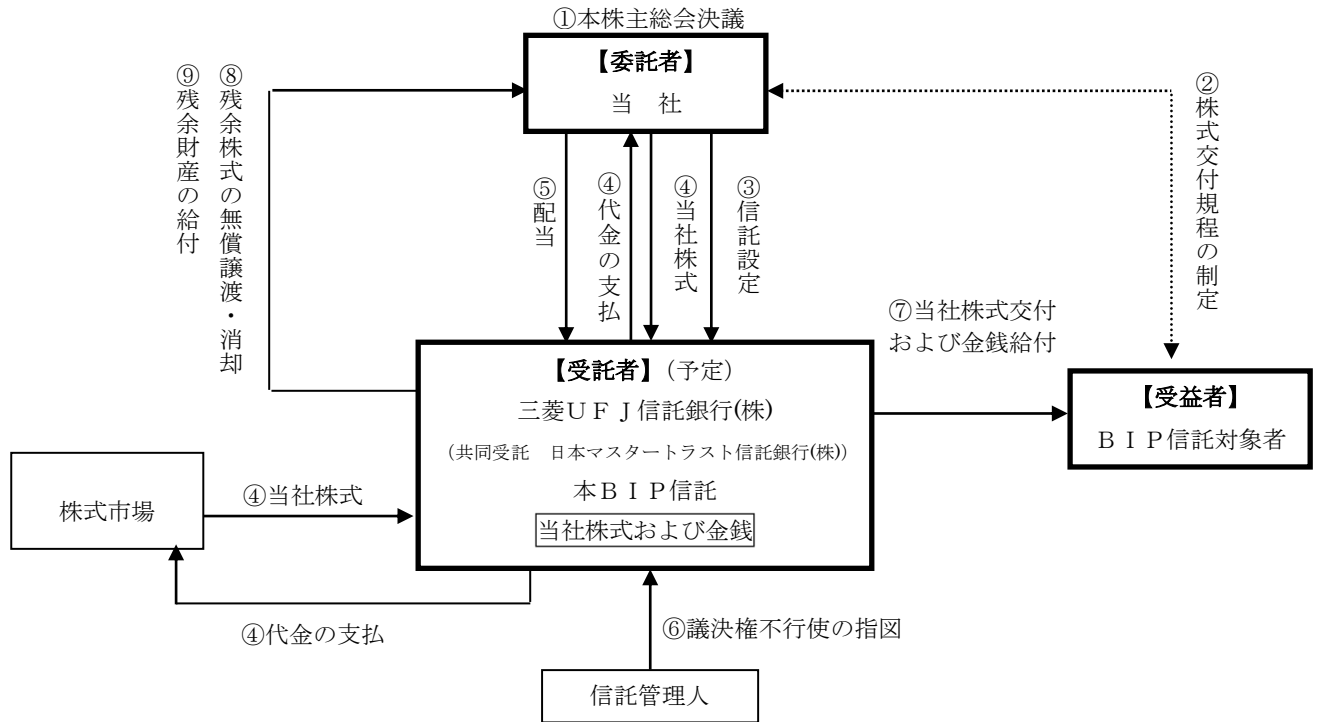 ①本株主総会決議
【委託者】
当　社
⑨残余財産の給付
⑧残余株式の無償譲渡・消却
⑤配当
④代金の支払
④当社株式
③信託設定
②株式交付規程の制定
⑦当社株式交付
および金銭給付
【受託者】(予定)
三菱ＵＦＪ信託銀行(株)
(共同受託　日本マスタートラスト信託銀行(株))
本ＢＩＰ信託
当社株式および金銭
【受益者】
ＢＩＰ信託対象者
株式市場
④当社株式
④代金の支払
⑥議決権不行使の指図
信託管理人